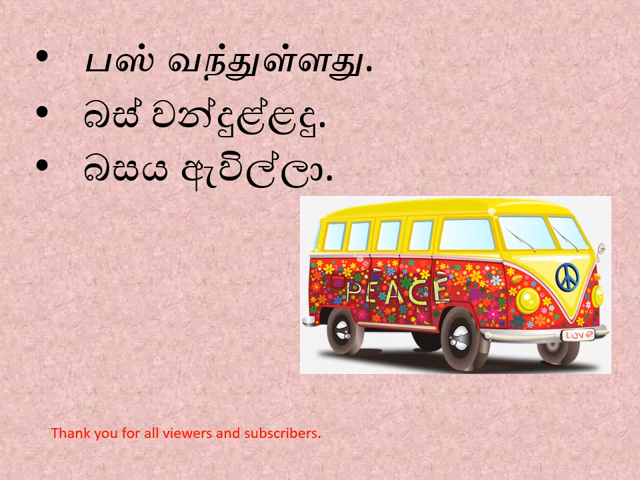 • பஸ் வந்துள்ளது.
• බස් වන්දුල්ළදු.
• බසය ඇවිල්ලා.
PEACE
LOVE
Thank you for all viewers and subscribers.